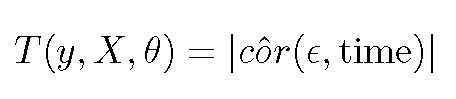 T(y, X, θ) = |côr(ϵ, time)|